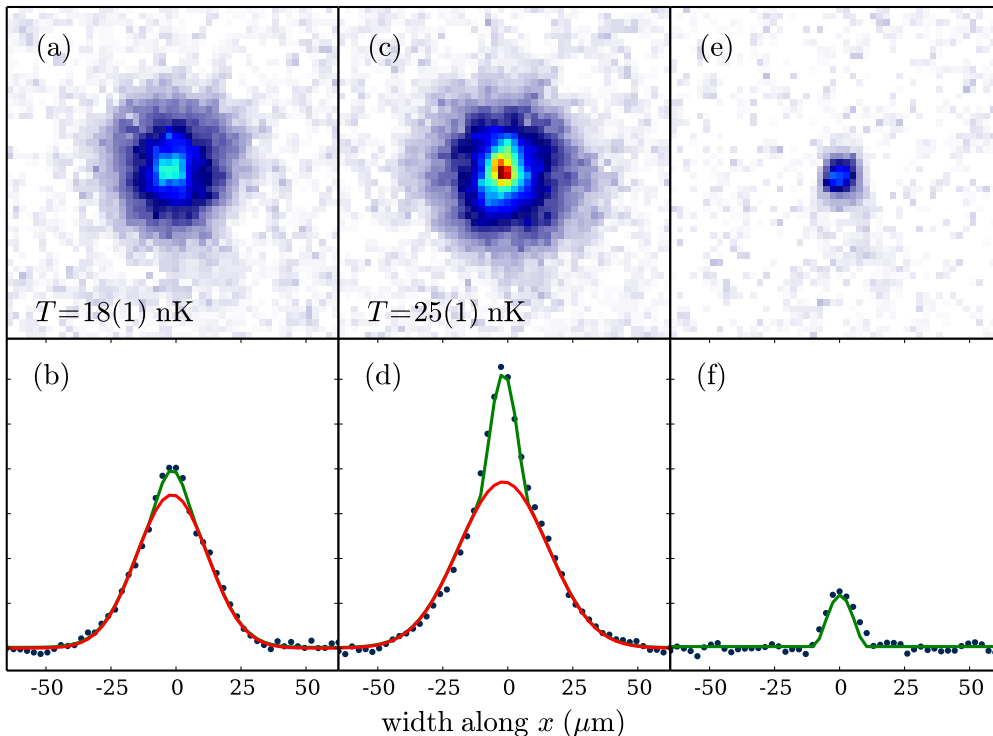 (a) (c) (e)
T=18(1) nK T=25(1) nK
(b) (d) (f)
-50 -25 0 25 50 -50 -25 0 25 50 -50 -25 0 25 50
width along x (μm)